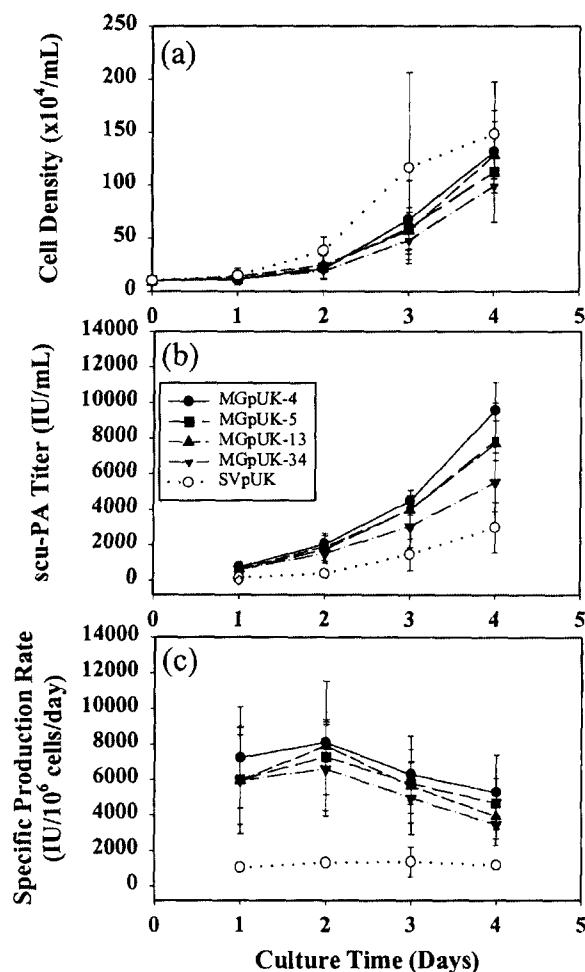 (a)
Cell Density (x10⁴/mL)
250
200
150
100
50
0
0 1 2 3 4 5
(b)
scu-PA Titer (IU/mL)
14000
12000
10000
8000
6000
4000
2000
0
MGpUK-4
MGpUK-5
MGpUK-13
MGpUK-34
SVpUK
0 1 2 3 4 5
(c)
Specific Production Rate
(IU/10⁶ cells/day)
14000
12000
10000
8000
6000
4000
2000
0
0 1 2 3 4 5
Culture Time (Days)